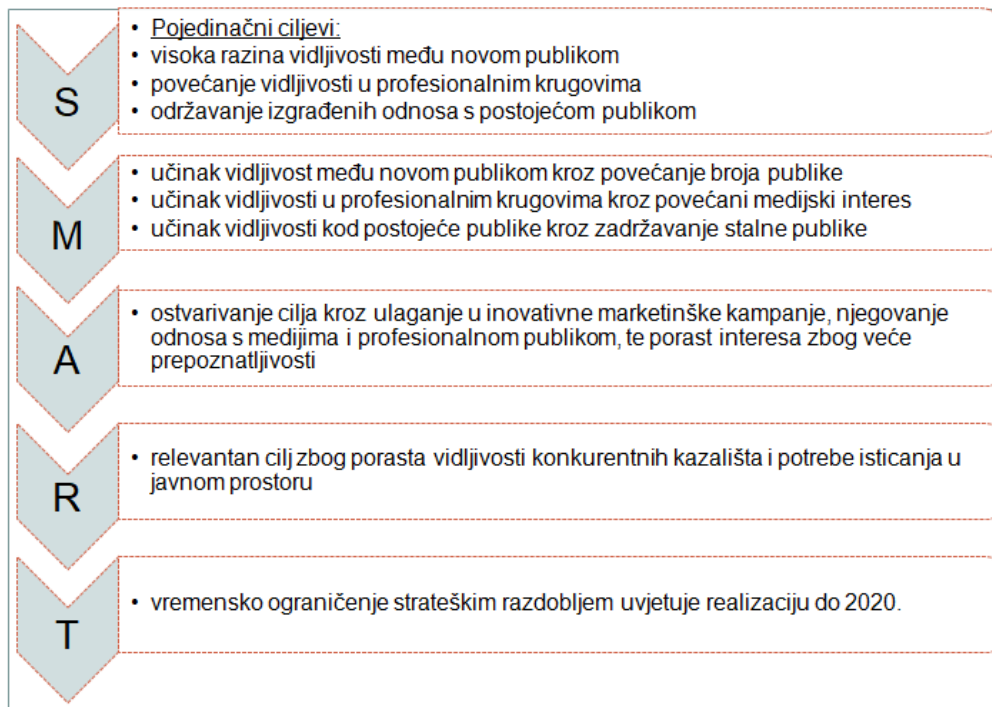 S
• Pojedinačni ciljevi:
• visoka razina vidljivosti među novom publikom
• povećanje vidljivosti u profesionalnim krugovima
• održavanje izgrađenih odnosa s postojećom publikom
M
• učinak vidljivost među novom publikom kroz povećanje broja publike
• učinak vidljivosti u profesionalnim krugovima kroz povećani medijski interes
• učinak vidljivosti kod postojeće publike kroz zadržavanje stalne publike
A
• ostvarivanje cilja kroz ulaganje u inovativne marketinške kampanje, njegovanje
odnosa s medijima i profesionalnom publikom, te porast interesa zbog veće
prepoznatljivosti
R
• relevantan cilj zbog porasta vidljivosti konkurentnih kazališta i potrebe isticanja u
javnom prostoru
T
• vremensko ograničenje strateškim razdobljem uvjetuje realizaciju do 2020.